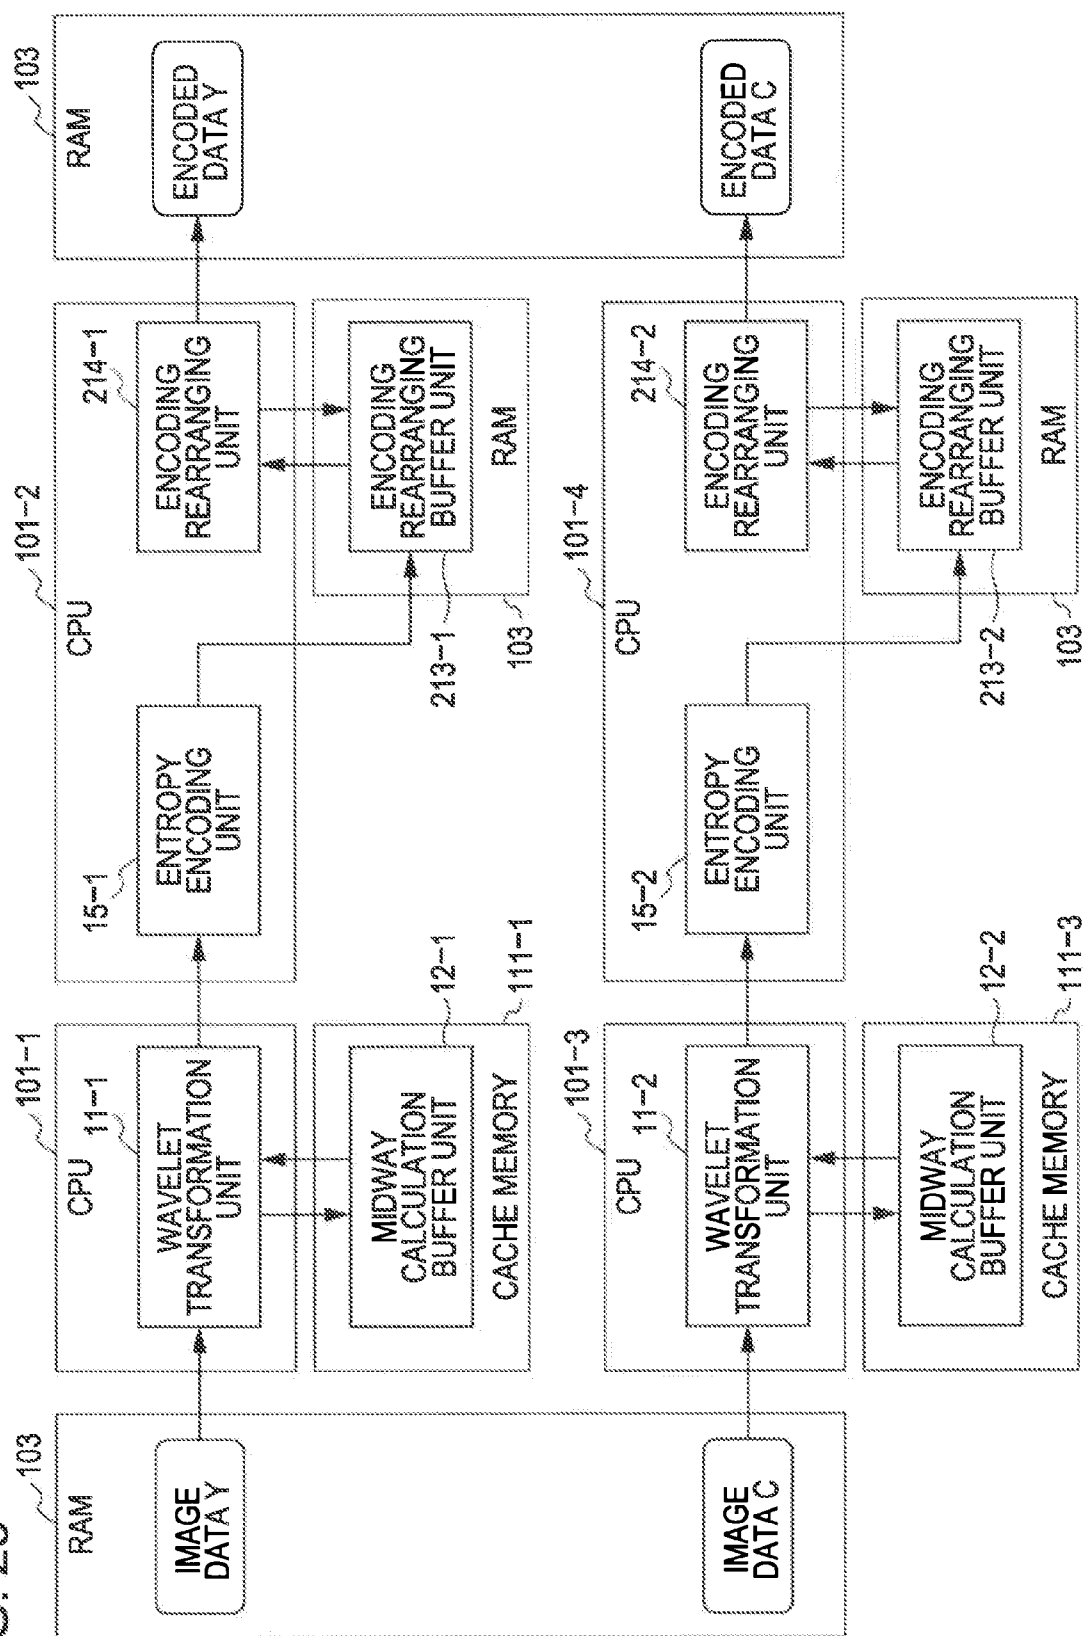 103
RAM
IMAGE
DATA Y
IMAGE
DATA C
101-1
CPU
11-1
WAVELET
TRANSFORMATION
UNIT
12-1
MIDWAY
CALCULATION
BUFFER UNIT
CACHE MEMORY
111-1
101-2
CPU
15-1
ENTROPY
ENCODING
UNIT
214-1
ENCODING
REARRANGING
UNIT
ENCODING
REARRANGING
BUFFER UNIT
213-1
RAM
103
101-3
CPU
11-2
WAVELET
TRANSFORMATION
UNIT
12-2
MIDWAY
CALCULATION
BUFFER UNIT
CACHE MEMORY
111-3
101-4
CPU
15-2
ENTROPY
ENCODING
UNIT
214-2
ENCODING
REARRANGING
UNIT
ENCODING
REARRANGING
BUFFER UNIT
213-2
RAM
103
103
RAM
ENCODED
DATA Y
ENCODED
DATA C